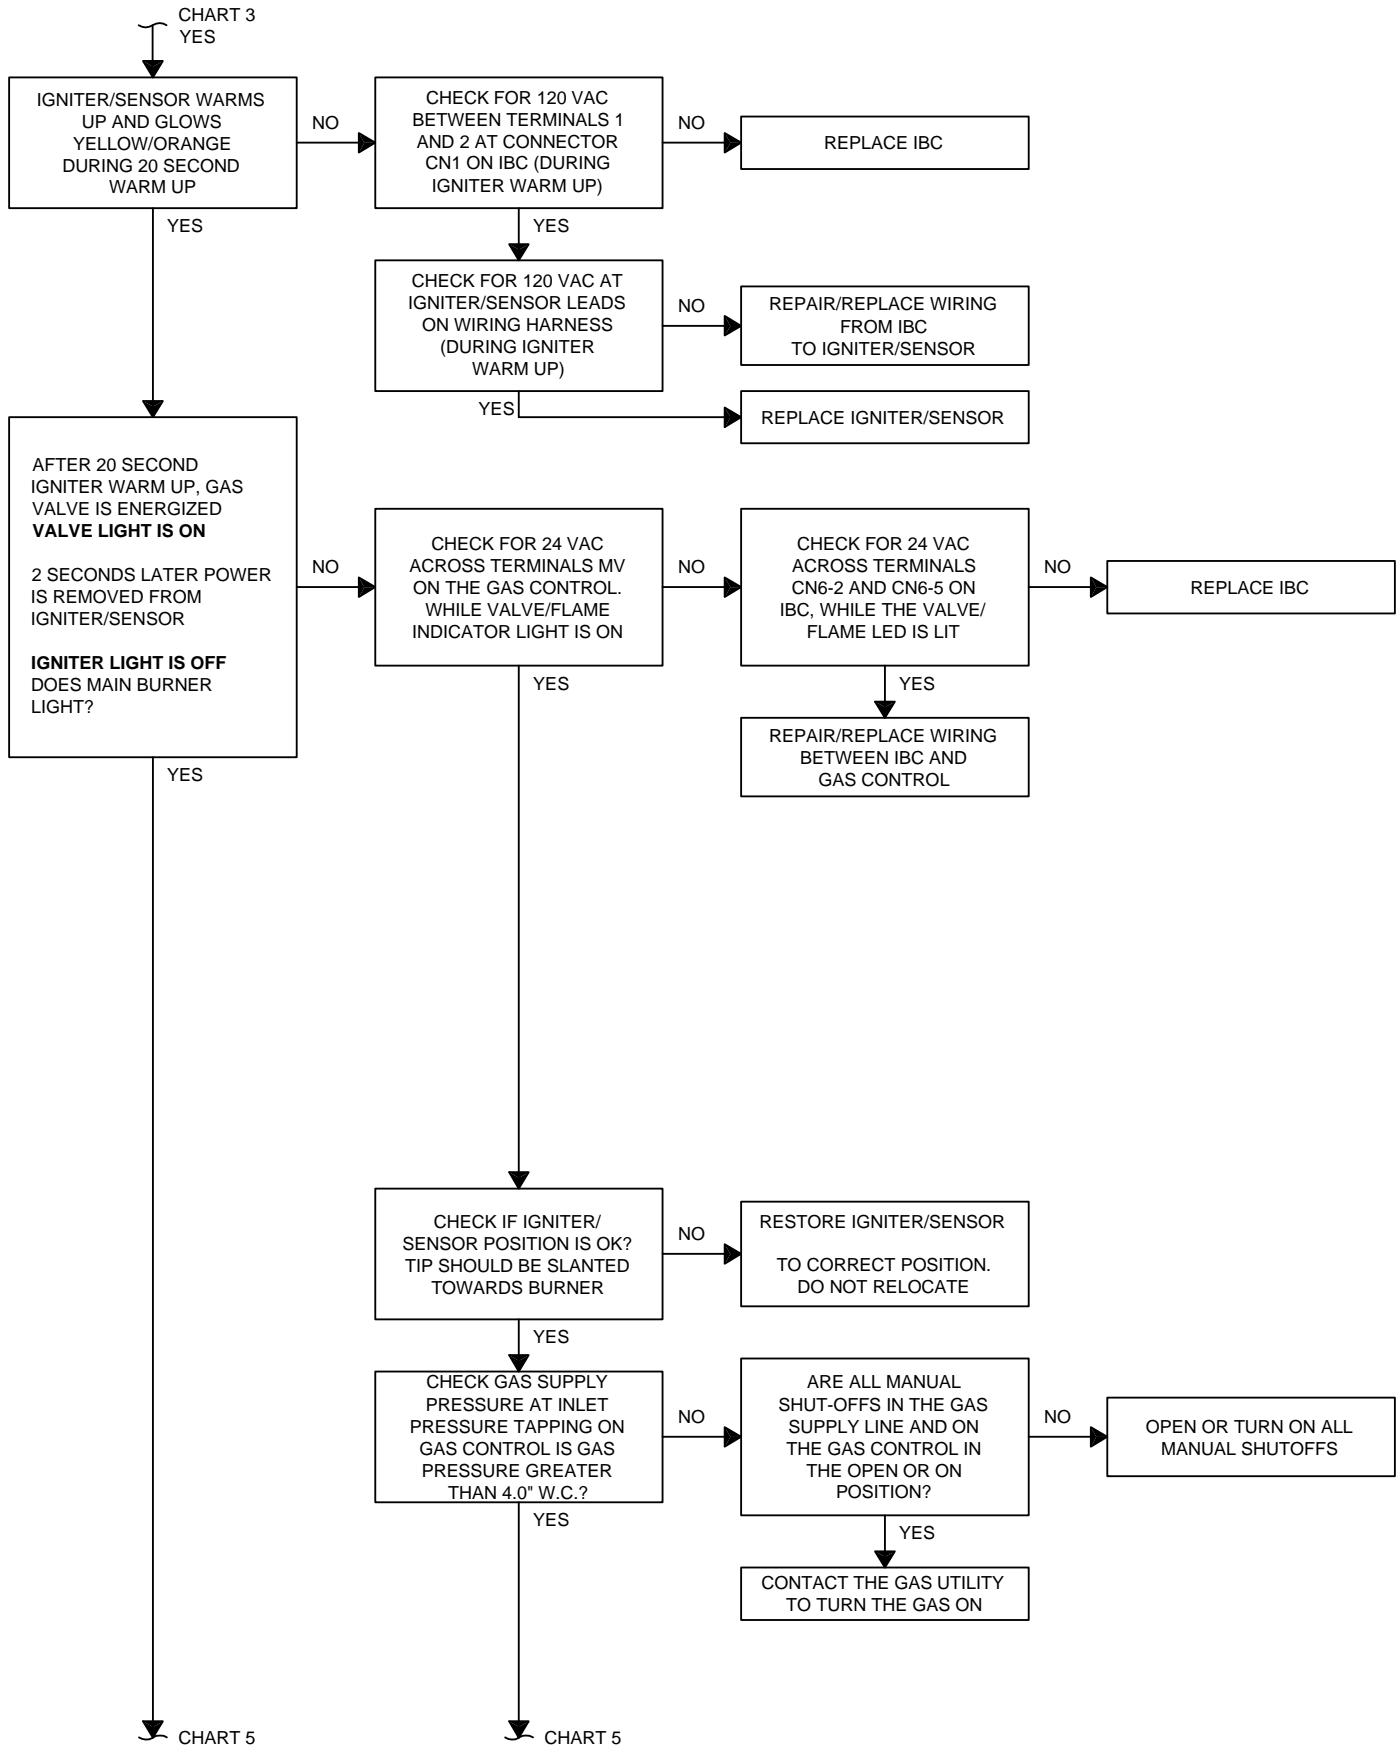 CHART 3
YES
IGNITER/SENSOR WARMS
UP AND GLOWS
YELLOW/ORANGE
DURING 20 SECOND
WARM UP
NO
CHECK FOR 120 VAC
BETWEEN TERMINALS 1
AND 2 AT CONNECTOR
CN1 ON IBC (DURING
IGNITER WARM UP)
NO
REPLACE IBC
YES
YES
CHECK FOR 120 VAC AT
IGNITER/SENSOR LEADS
ON WIRING HARNESS
(DURING IGNITER
WARM UP)
NO
REPAIR/REPLACE WIRING
FROM IBC
TO IGNITER/SENSOR
YES
REPLACE IGNITER/SENSOR
AFTER 20 SECOND
IGNITER WARM UP, GAS
VALVE IS ENERGIZED
VALVE LIGHT IS ON
2 SECONDS LATER POWER
IS REMOVED FROM
IGNITER/SENSOR
IGNITER LIGHT IS OFF
DOES MAIN BURNER
LIGHT?
NO
CHECK FOR 24 VAC
ACROSS TERMINALS MV
ON THE GAS CONTROL.
WHILE VALVE/FLAME
INDICATOR LIGHT IS ON
NO
CHECK FOR 24 VAC
ACROSS TERMINALS
CN6-2 AND CN6-5 ON
IBC, WHILE THE VALVE/
FLAME LED IS LIT
NO
REPLACE IBC
YES
YES
REPAIR/REPLACE WIRING
BETWEEN IBC AND
GAS CONTROL
YES
CHECK IF IGNITER/
SENSOR POSITION IS OK?
TIP SHOULD BE SLANTED
TOWARDS BURNER
NO
RESTORE IGNITER/SENSOR
TO CORRECT POSITION.
DO NOT RELOCATE
YES
CHECK GAS SUPPLY
PRESSURE AT INLET
PRESSURE TAPPING ON
GAS CONTROL IS GAS
PRESSURE GREATER
THAN 4.0" W.C.?
NO
ARE ALL MANUAL
SHUT-OFFS IN THE GAS
SUPPLY LINE AND ON
THE GAS CONTROL IN
THE OPEN OR ON
POSITION?
NO
OPEN OR TURN ON ALL
MANUAL SHUTOFFS
YES
YES
CONTACT THE GAS UTILITY
TO TURN THE GAS ON
CHART 5
CHART 5